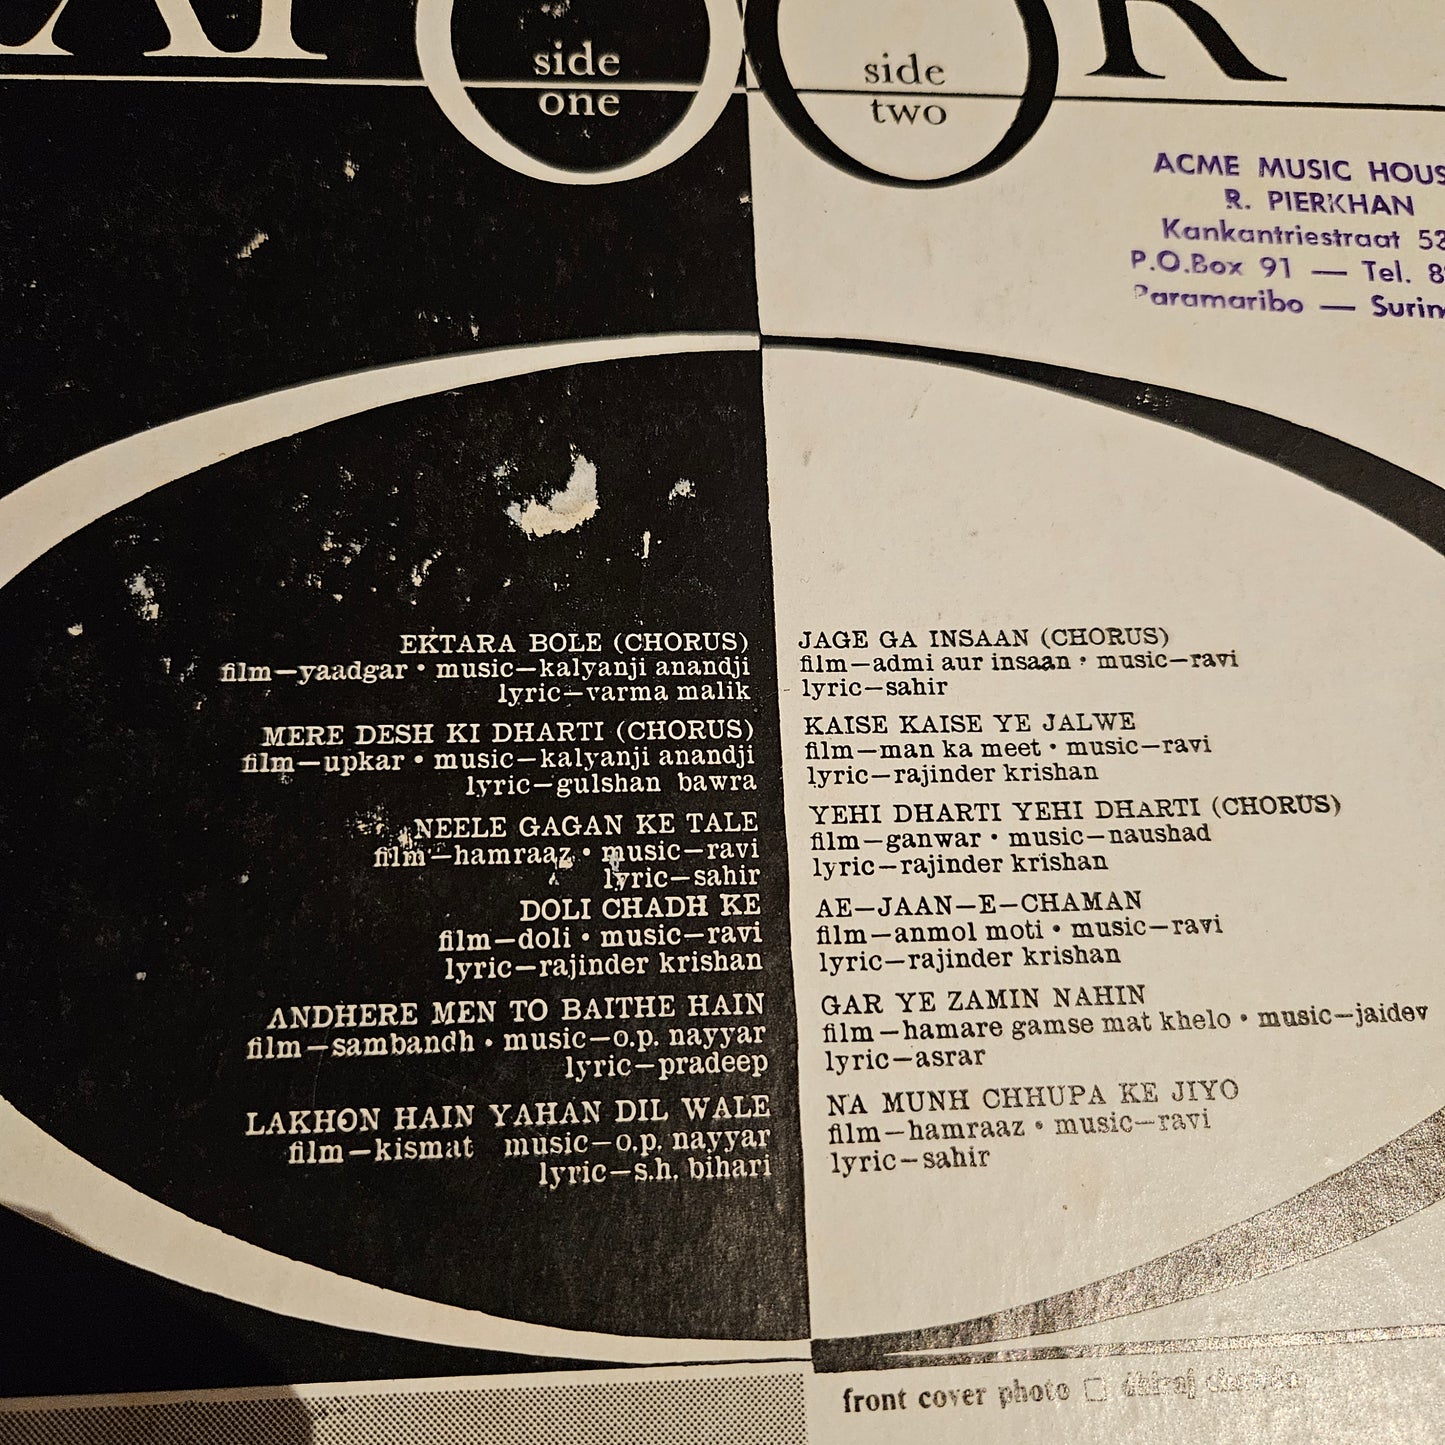 side
one
side
two
ACME MUSIC HOUS
R. PIERKHAN
Kankantriestraat 53
P.O.Box 91 — Tel. 8
Paramaribo — Surin
EKTARA BOLE (CHORUS)
film—yaadgar • music—kalyanji anandji
lyric—varma malik
MERE DESH KI DHARTI (CHORUS)
film—upkar • music—kalyanji anandji
lyric—gulshan bawra
NEELE GAGAN KE TALE
film—hamraaz • music—ravi
lyric—sahir
DOLI CHADH KE
film—doli • music—ravi
lyric—rajinder krishan
ANDHERE MEN TO BAITHE HAIN
film—sambandh • music—o.p. nayyar
lyric—pradeep
LAKHON HAIN YAHAN DIL WALE
film—kismat music—o.p. nayyar
lyric—s.h. bihari
JAGE GA INSAAN (CHORUS)
film—admi aur insaan • music—ravi
lyric—sahir
KAISE KAISE YE JALWE
film—man ka meet • music—ravi
lyric—rajinder krishan
YEHI DHARTI YEHI DHARTI (CHORUS)
film—ganwar • music—naushad
lyric—rajinder krishan
AE—JAAN—E—CHAMAN
film—anmol moti • music—ravi
lyric—rajinder krishan
GAR YE ZAMIN NAHIN
film—hamare gamse mat khelo • music—jaidev
lyric—asrar
NA MUNH CHHUPA KE JIYO
film—hamraaz • music—ravi
lyric—sahir
front cover photo